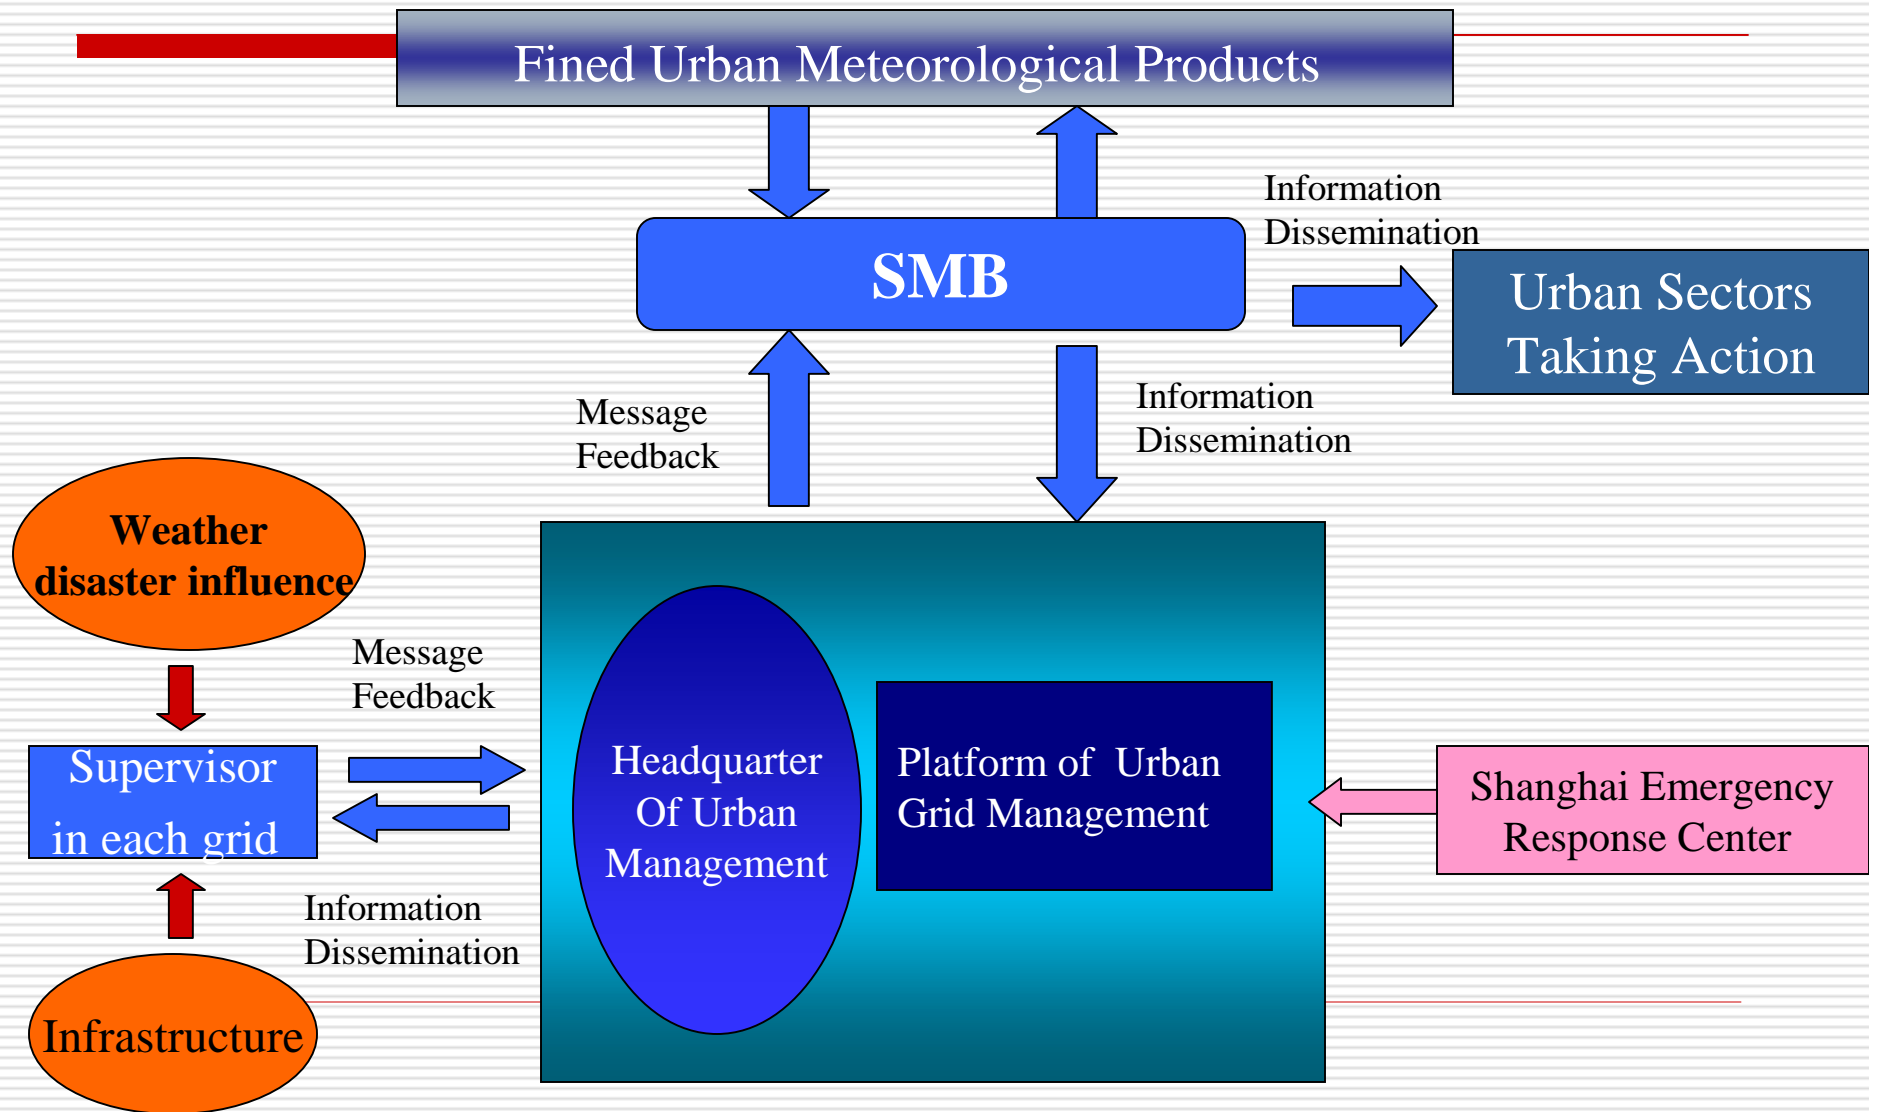 Fined Urban Meteorological Products
Information
Dissemination
SMB
Urban Sectors
Taking Action
Message
Feedback
Information
Dissemination
Weather
disaster influence
Message
Feedback
Supervisor
in each grid
Headquarter
Of Urban
Management
Platform of Urban
Grid Management
Shanghai Emergency
Response Center
Information
Dissemination
Infrastructure